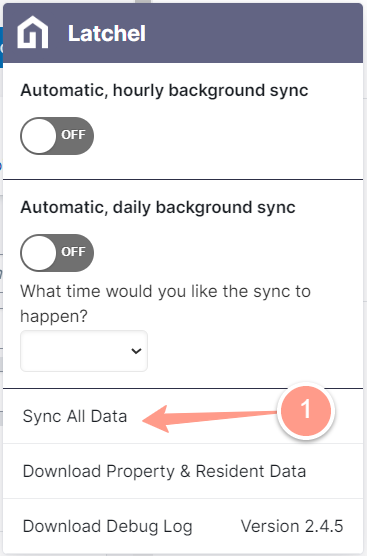 Latchel
Automatic, hourly background sync
OFF
Automatic, daily background sync
OFF
What time would you like the sync to
happen?
Sync All Data
1
Download Property & Resident Data
Download Debug Log Version 2.4.5